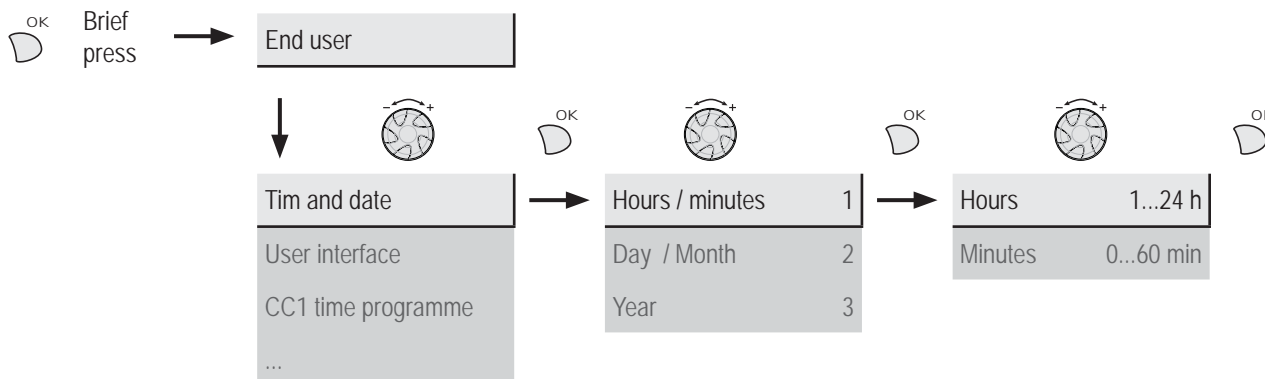 OK
Brief
press
End user
- +
OK
- +
OK
- +
Tim and date
User interface
CC1 time programme
...
Hours / minutes 1
Day / Month 2
Year 3
Hours 1...24 h
Minutes 0...60 min